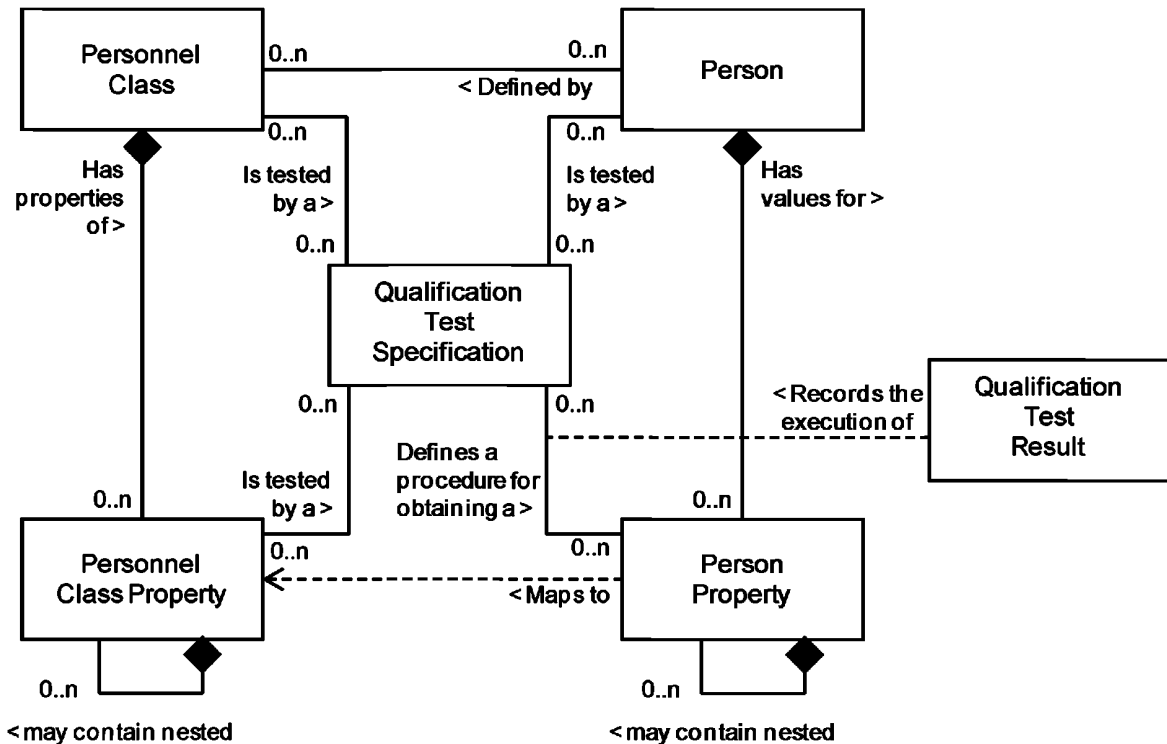 Personnel
Class
0..n
0..n
< Defined by
Person
0..n
0..n
Has
properties
of >
Is tested
by a >
Is tested
by a >
Has
values for >
0..n
0..n
Qualification
Test
Specification
0..n
0..n
< Records the
execution of
Qualification
Test
Result
Is tested
by a >
Defines a
procedure for
obtaining a >
0..n
0..n
0..n
0..n
Personnel
Class Property
< Maps to
Person
Property
0..n
0..n
< may contain nested
< may contain nested